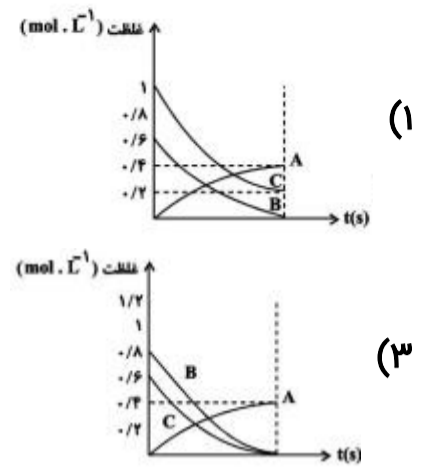 غلظت (mol . L⁻¹)
۱
۰/۸
۰/۶
۰/۴
۰/۲
A
C
B
t(s)
(۱
غلظت (mol . L⁻¹)
۱/۲
۱
۰/۸
۰/۶
۰/۴
۰/۲
B
A
C
t(s)
(۳